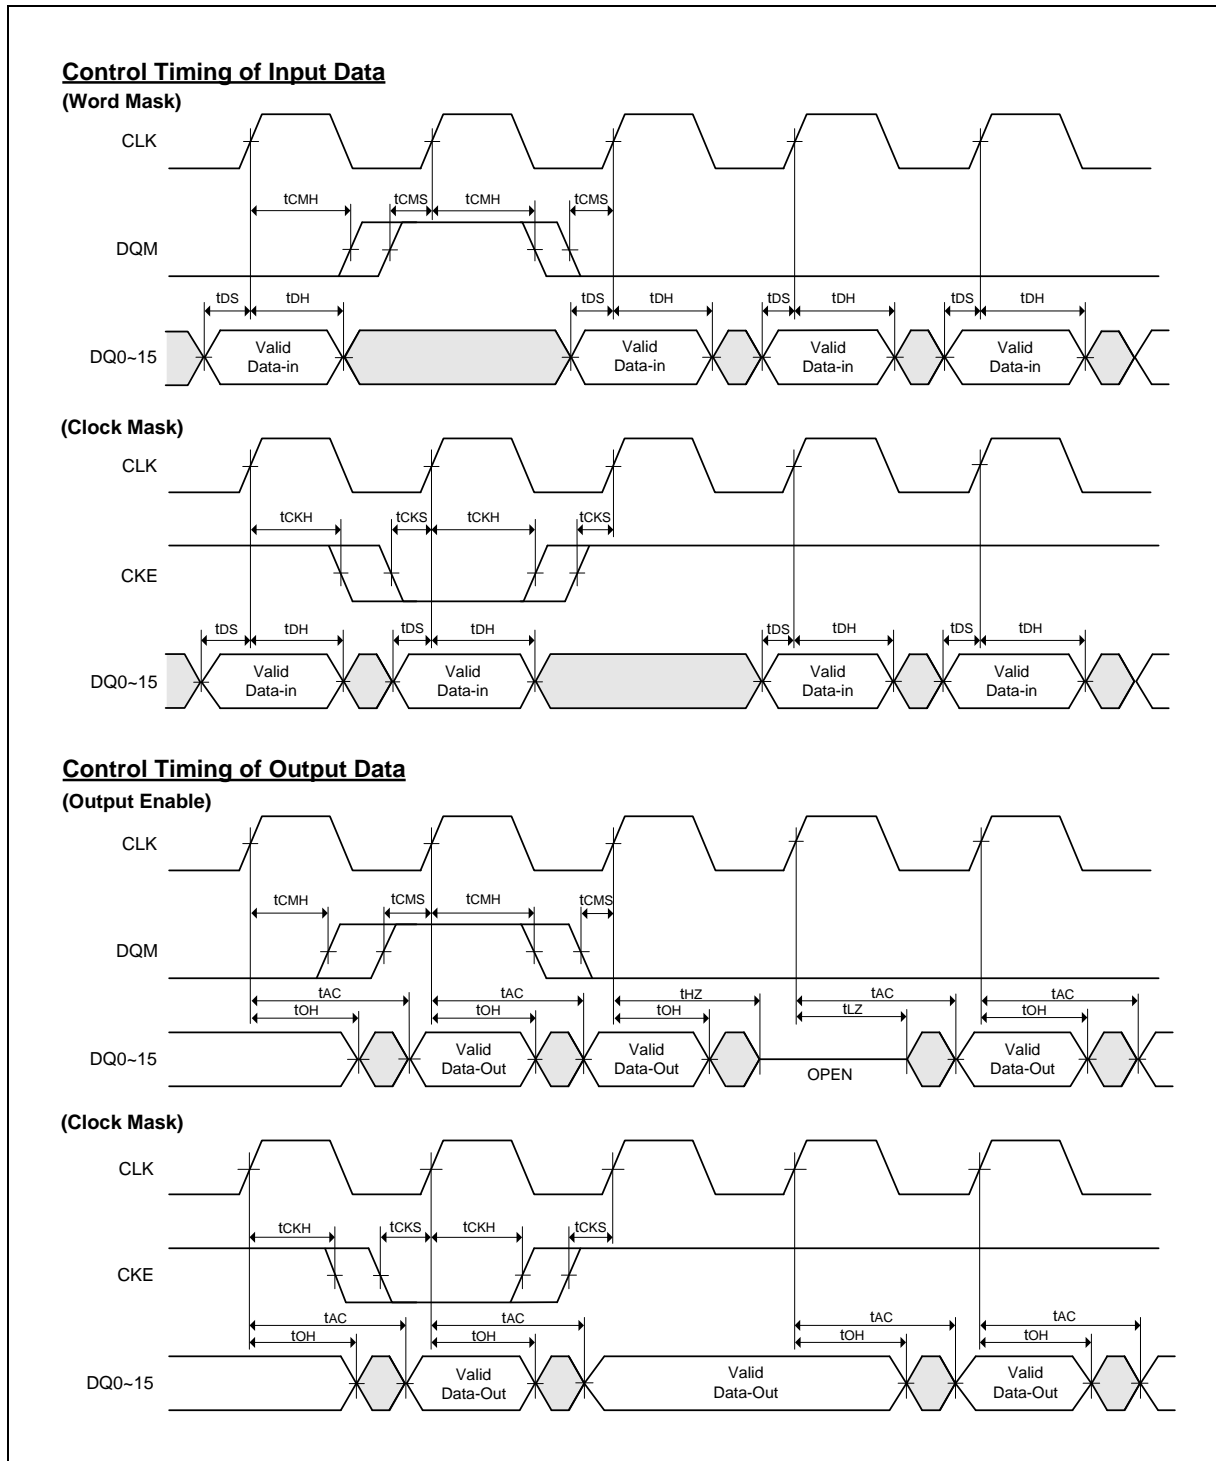 Control Timing of Input Data
(Word Mask)
CLK
tCMH tCMS tCMH tCMS
DQM
tDS tDH tDS tDH tDS tDH tDS tDH
DQ0~15
Valid Data-in
Valid Data-in
Valid Data-in
Valid Data-in
(Clock Mask)
CLK
tCKH tCKS tCKH tCKS
CKE
tDS tDH tDS tDH tDS tDH tDS tDH
DQ0~15
Valid Data-in
Valid Data-in
Valid Data-in
Valid Data-in
Control Timing of Output Data
(Output Enable)
CLK
tCMH tCMS tCMH tCMS
DQM
tAC tAC tHZ tAC tAC
tOH tOH tOH tLZ tOH
DQ0~15
Valid Data-Out
Valid Data-Out
OPEN
Valid Data-Out
(Clock Mask)
CLK
tCKH tCKS tCKH tCKS
CKE
tAC tAC tAC tAC
tOH tOH tOH tOH
DQ0~15
Valid Data-Out
Valid Data-Out
Valid Data-Out